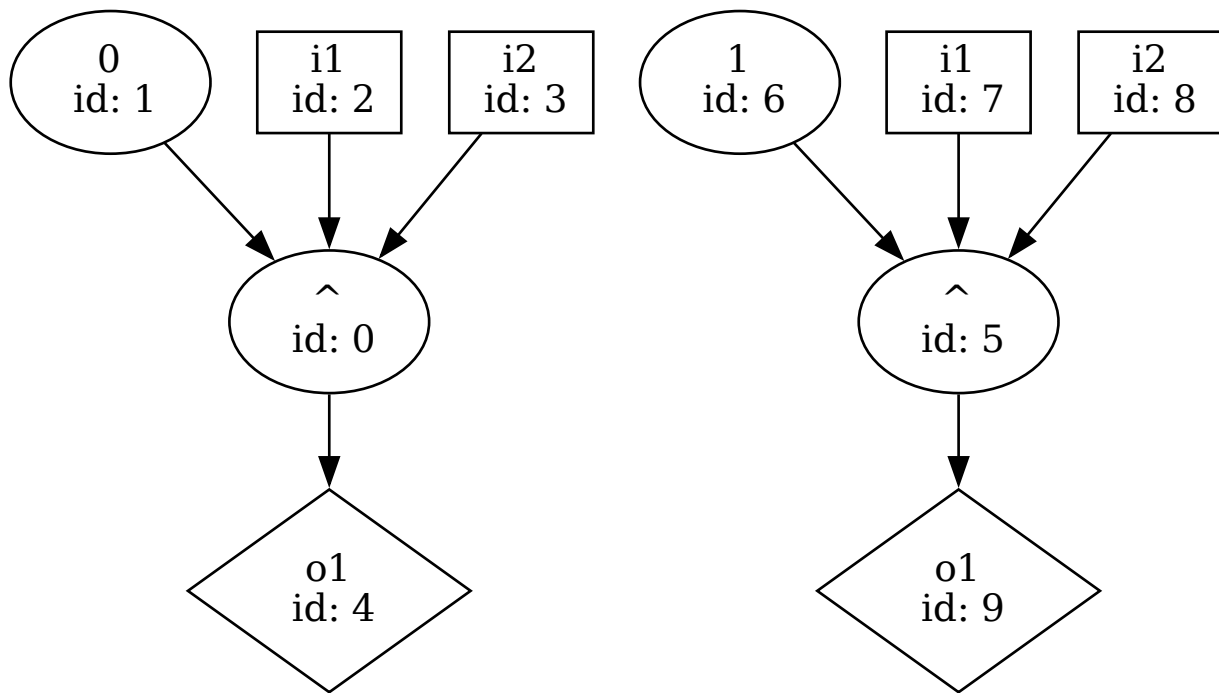 0
id: 1
i1
id: 2
i2
id: 3
1
id: 6
i1
id: 7
i2
id: 8
^
id: 0
^
id: 5
o1
id: 4
o1
id: 9